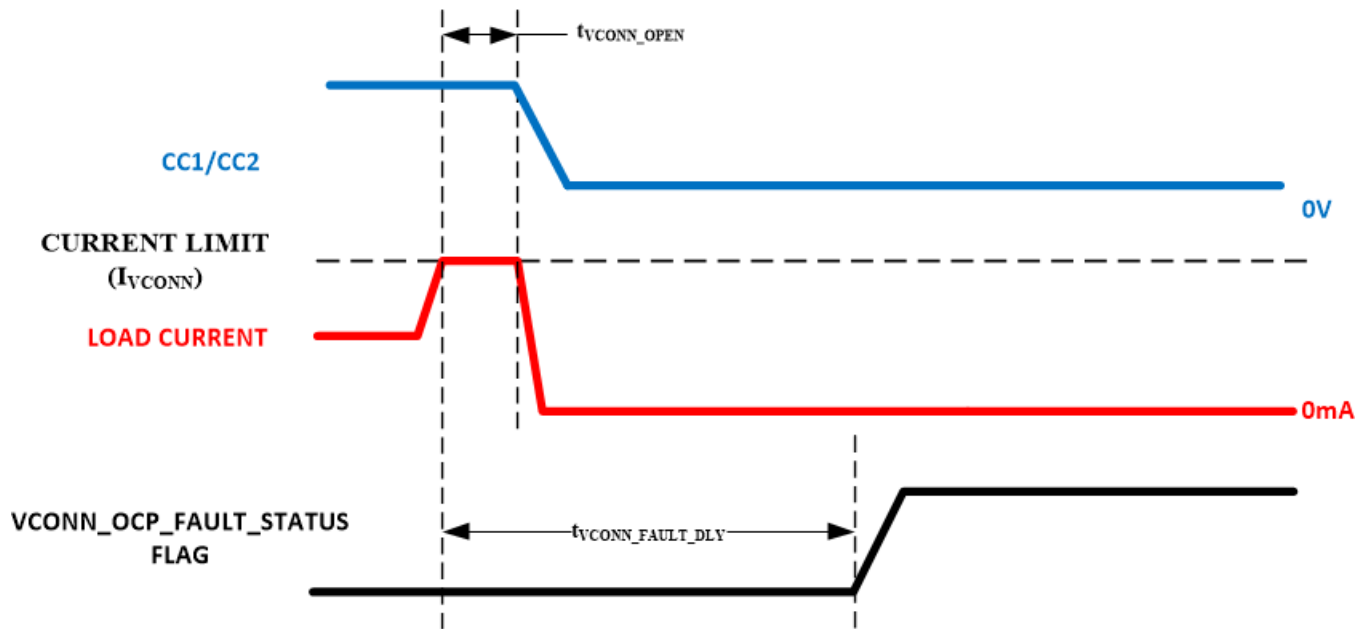 tVCONN_OPEN
CC1/CC2
0V
CURRENT LIMIT
(IVCONN)
LOAD CURRENT
0mA
VCONN_OCP_FAULT_STATUS
FLAG
tVCONN_FAULT_DLY